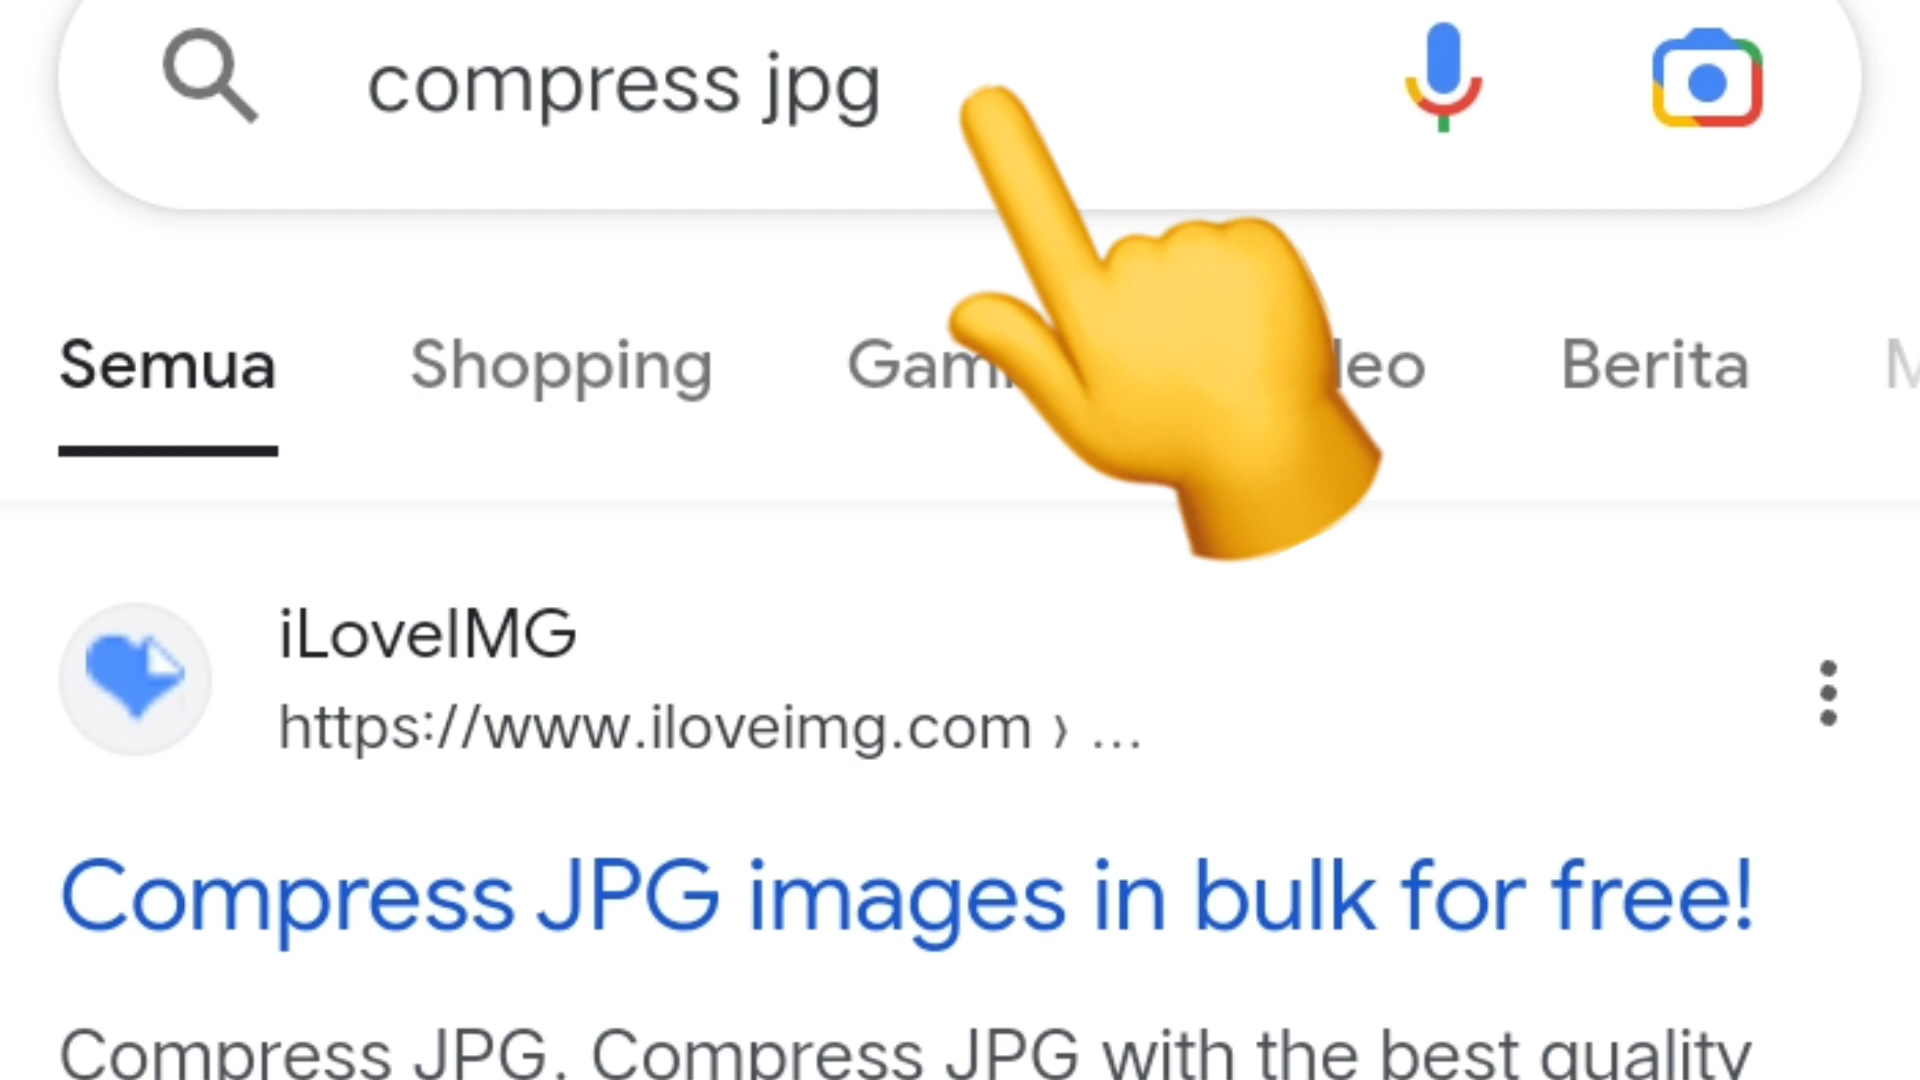 compress jpg
Semua Shopping Berita
iLoveIMG
https://www.iloveimg.com › ...
Compress JPG images in bulk for free!
Compress JPG. Compress JPG with the best quality